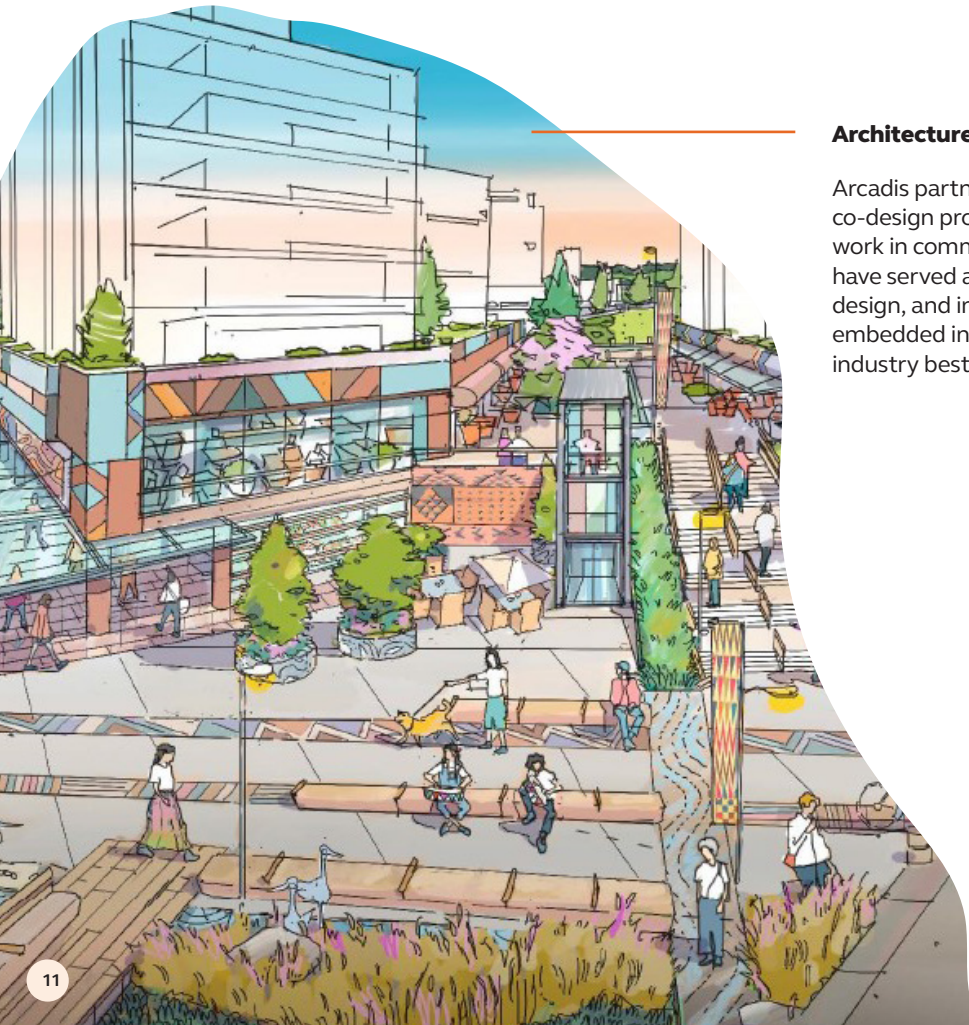 Architecture
Arcadis partn
co-design pro
work in comm
have served a
design, and in
embedded in
industry best
11